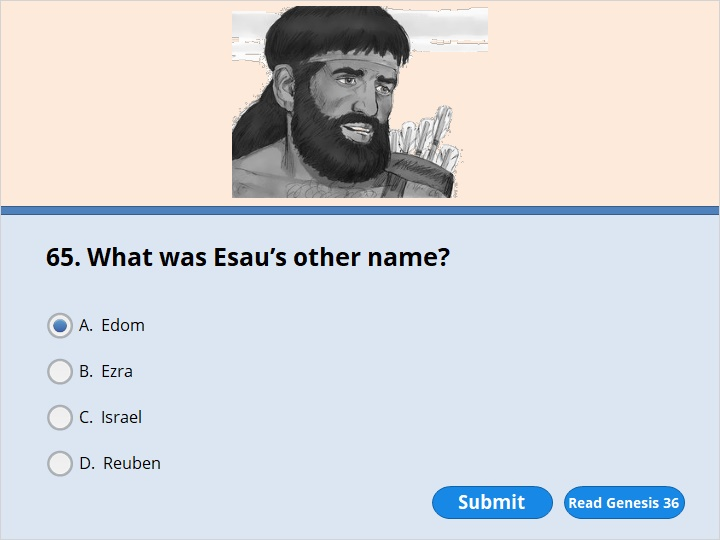 65. What was Esau’s other name?
A. Edom
B. Ezra
C. Israel
D. Reuben
Submit
Read Genesis 36